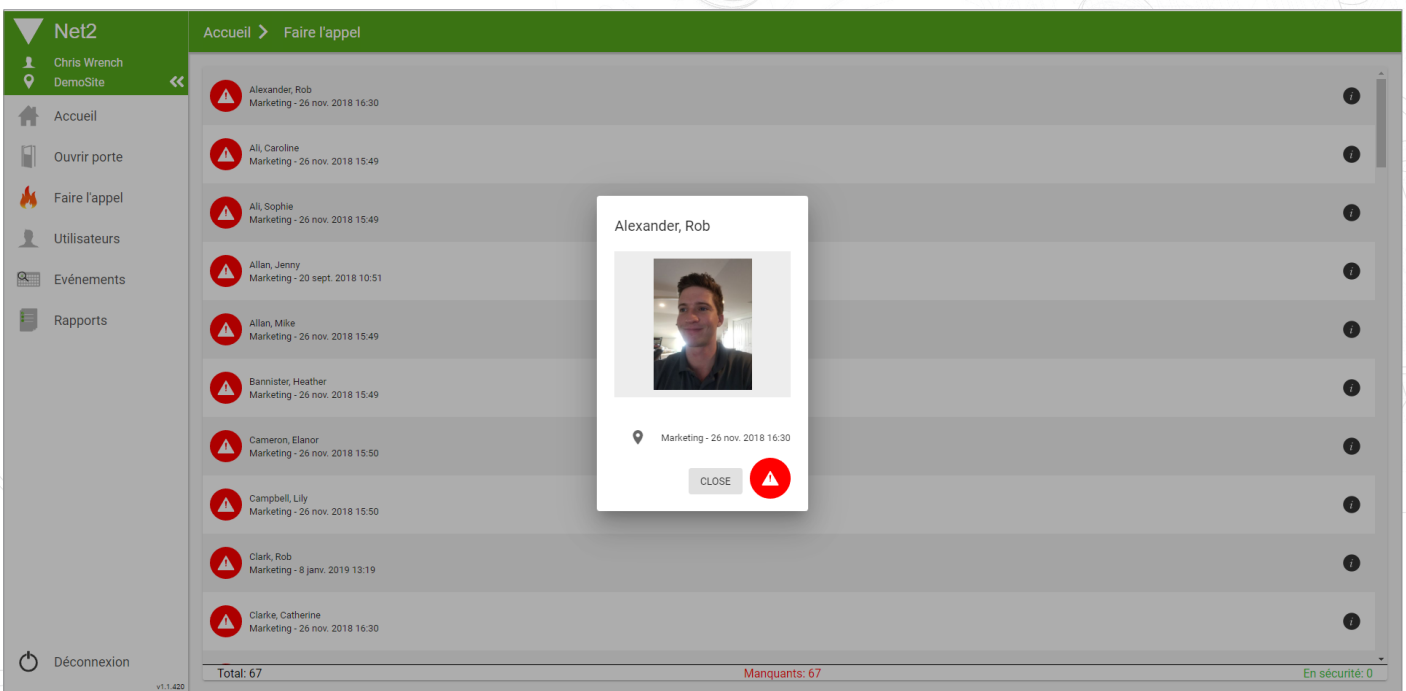 Net2
Chris Wrench
DemoSite
Accueil
Ouvrir porte
Faire l'appel
Utilisateurs
Evénements
Rapports
Déconnexion
v1.1.420
Accueil Faire l'appel
Alexander, Rob
Marketing - 26 nov. 2018 16:30
Ali, Caroline
Marketing - 26 nov. 2018 15:49
Ali, Sophie
Marketing - 26 nov. 2018 15:49
Allan, Jenny
Marketing - 20 sept. 2018 10:51
Allan, Mike
Marketing - 26 nov. 2018 15:49
Bannister, Heather
Marketing - 26 nov. 2018 15:49
Cameron, Elanor
Marketing - 26 nov. 2018 15:50
Campbell, Lily
Marketing - 26 nov. 2018 15:50
Clark, Rob
Marketing - 8 janv. 2019 13:19
Clarke, Catherine
Marketing - 26 nov. 2018 16:30
Total: 67 Manquants: 67 En sécurité: 0
Alexander, Rob
Marketing - 26 nov. 2018 16:30
CLOSE